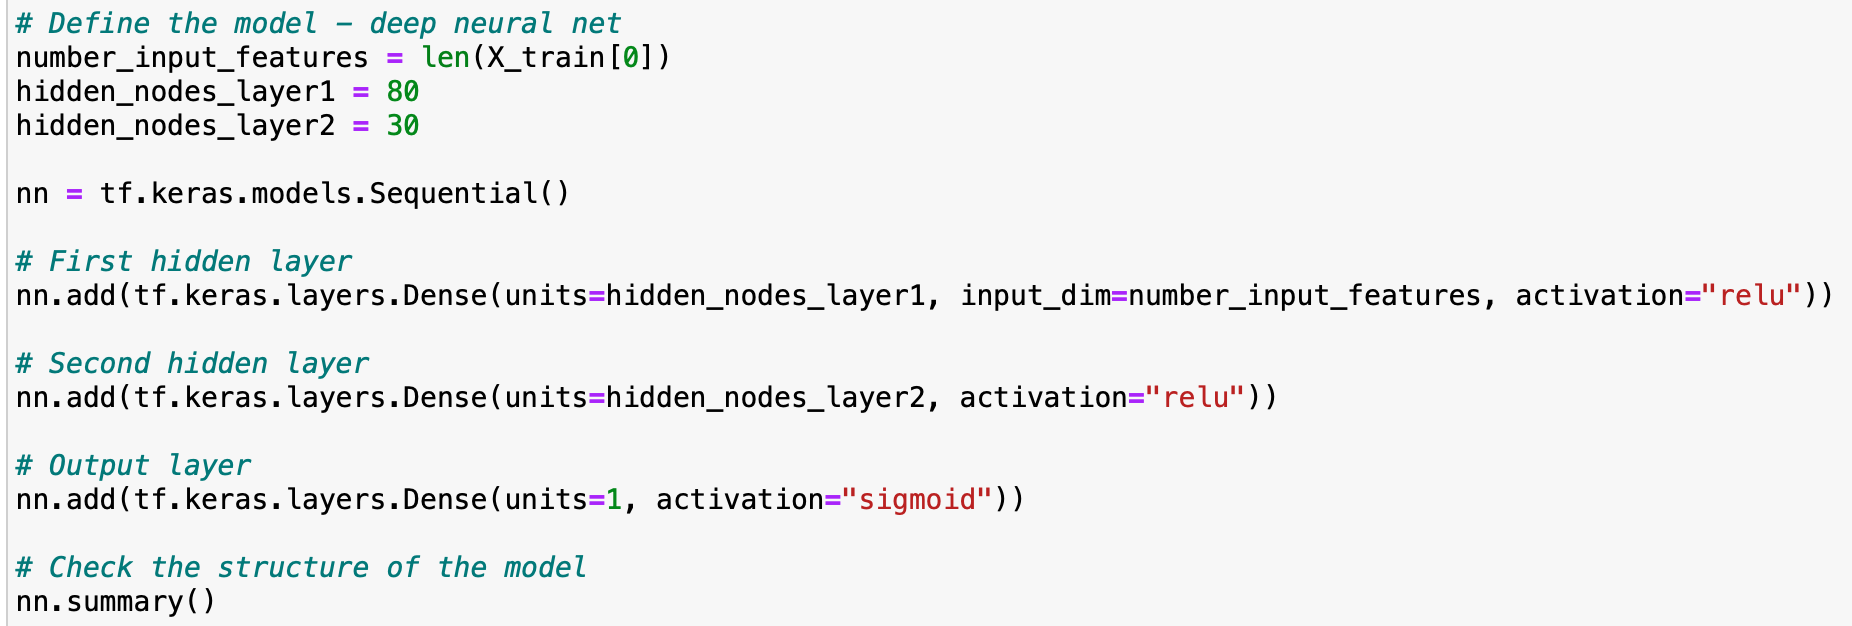 # Define the model – deep neural net
number_input_features = len(X_train[0])
hidden_nodes_layer1 = 80
hidden_nodes_layer2 = 30
nn = tf.keras.models.Sequential()
# First hidden layer
nn.add(tf.keras.layers.Dense(units=hidden_nodes_layer1, input_dim=number_input_features, activation="relu"))
# Second hidden layer
nn.add(tf.keras.layers.Dense(units=hidden_nodes_layer2, activation="relu"))
# Output layer
nn.add(tf.keras.layers.Dense(units=1, activation="sigmoid"))
# Check the structure of the model
nn.summary()